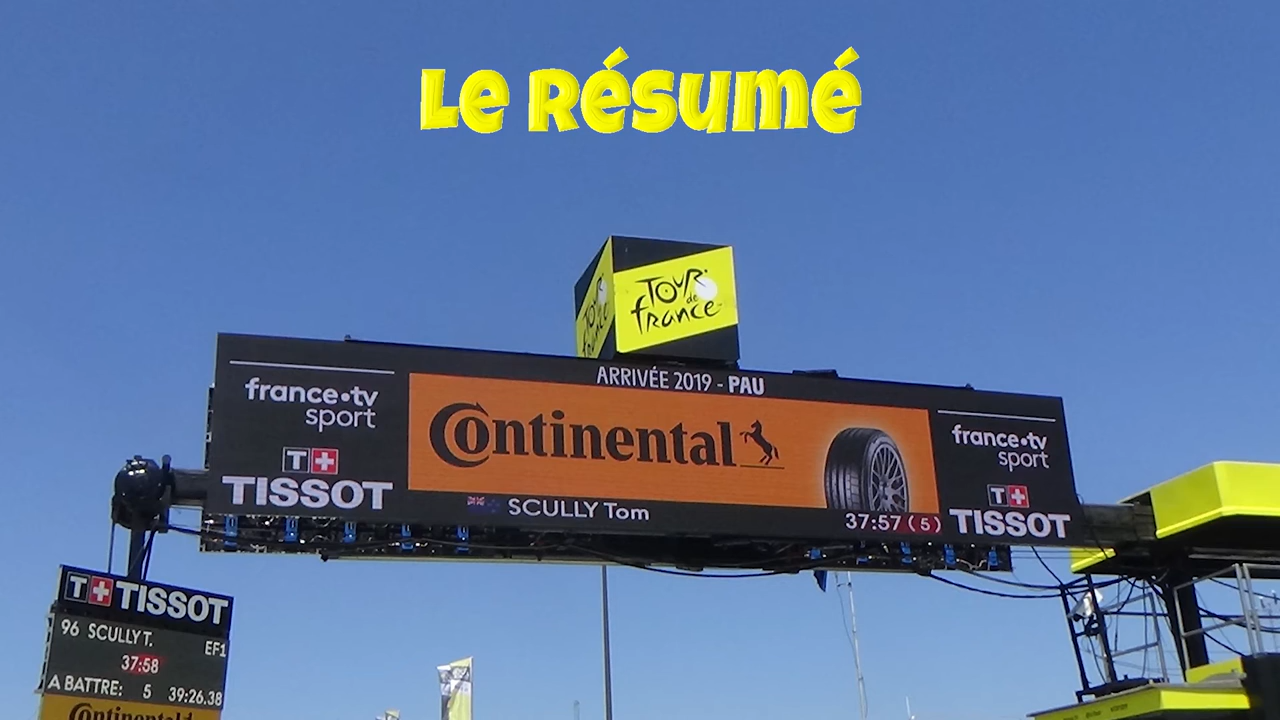 Le Résumé
TOUR
de
france
TOUR
de
france
ARRIVÉE 2019 - PAU
france•tv
sport
T+
TISSOT
Continental
SCULLY Tom
37:57 (5)
france•tv
sport
T+
TISSOT
T+ TISSOT
96 SCULLY T. EF1
37:58
A BATTRE: 5 39:26.38
Continental